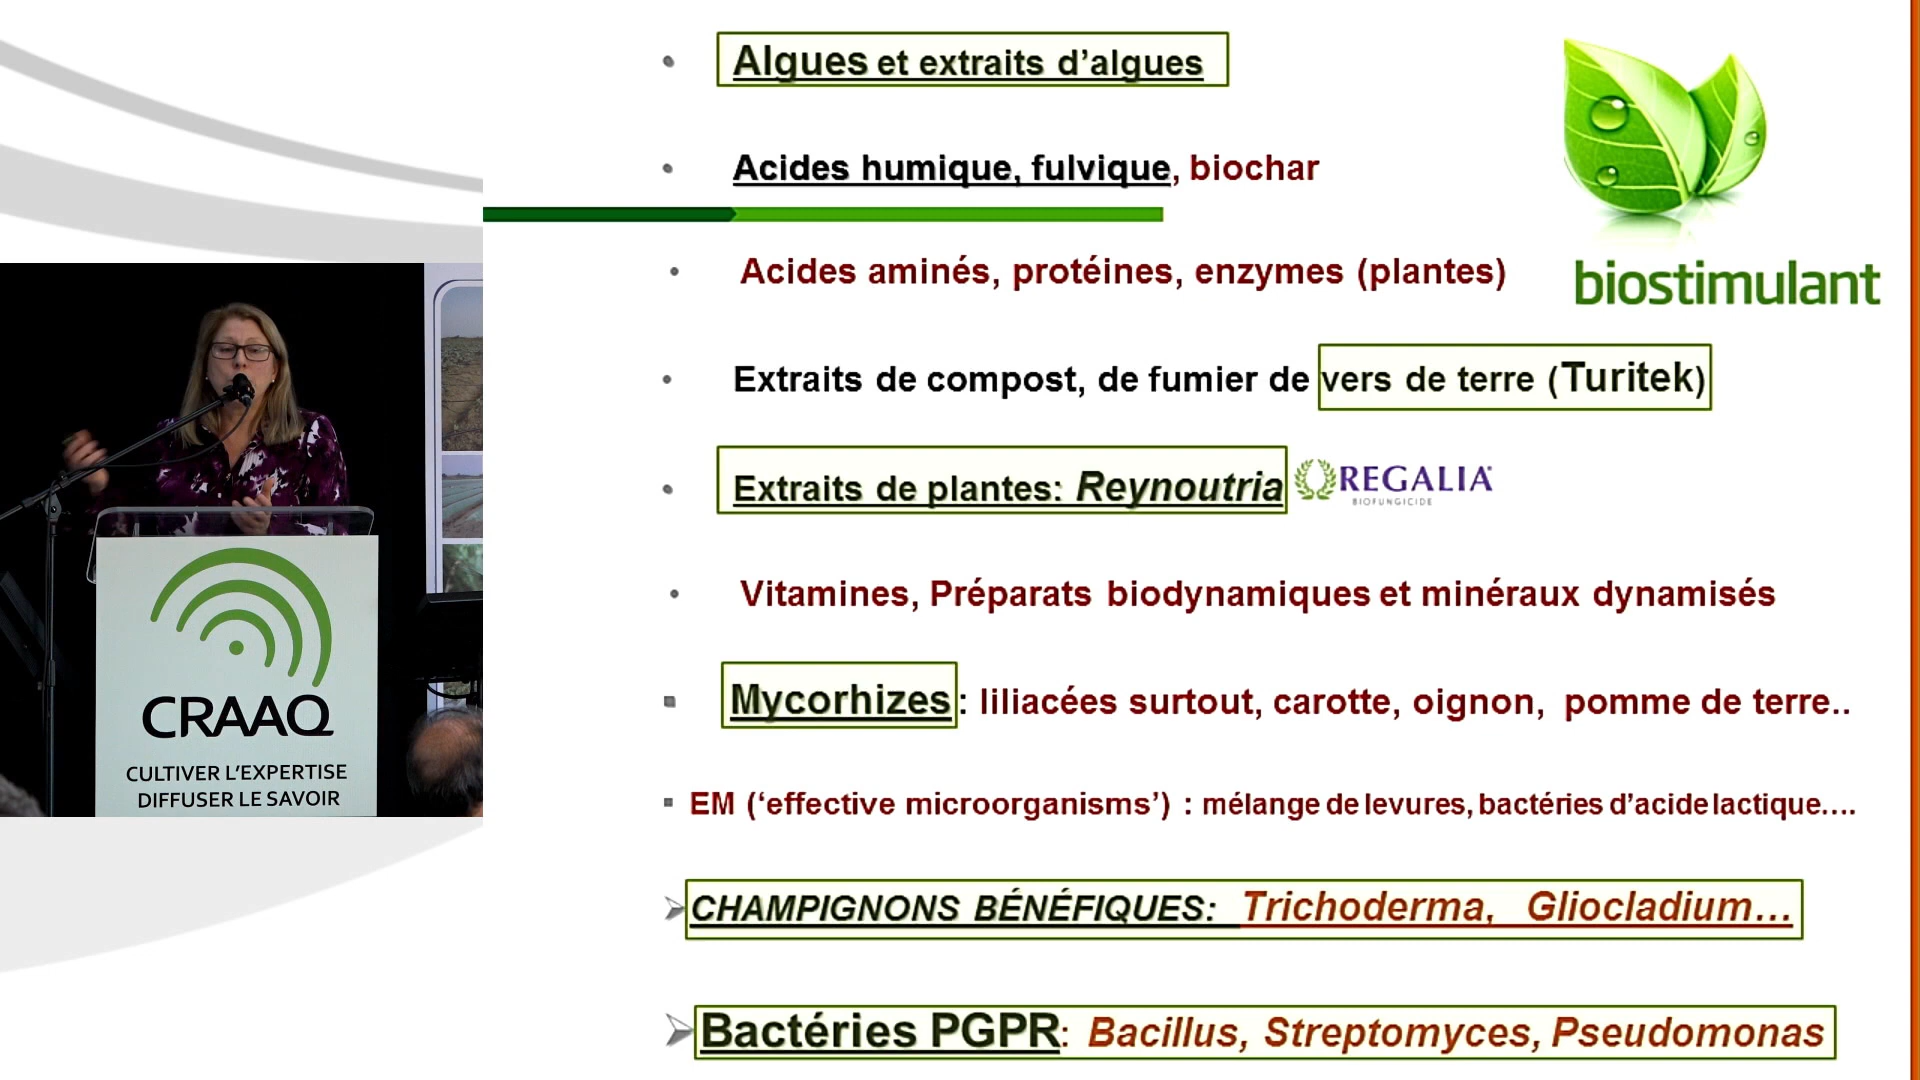 Algues et extraits d'algues
Acides humique, fulvique, biochar
Acides aminés, protéines, enzymes (plantes)
biostimulant
Extraits de compost, de fumier de vers de terre (Turitek)
Extraits de plantes: Reynoutria
REGALIA
BIOFUNGICIDE
Vitamines, Préparats biodynamiques et minéraux dynamisés
Mycorhizes : liliacées surtout, carotte, oignon, pomme de terre..
EM (‘effective microorganisms’) : mélange de levures, bactéries d'acide lactique....
CHAMPIGNONS BÉNÉFIQUES: Trichoderma, Gliocladium...
Bactéries PGPR: Bacillus, Streptomyces, Pseudomonas
CRAAQ
CULTIVER L'EXPERTISE
DIFFUSER LE SAVOIR